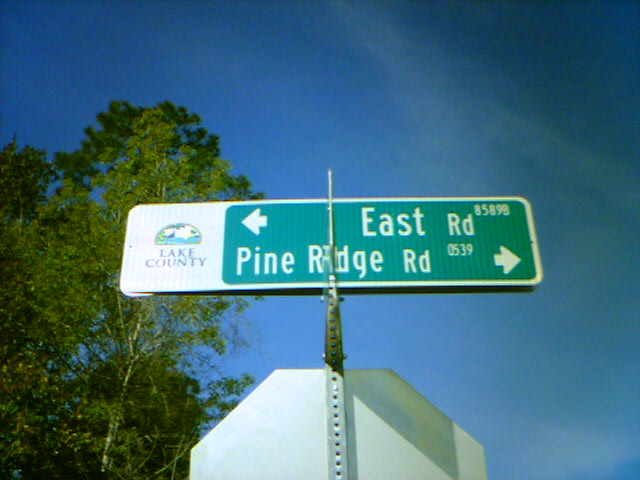 LAKE
COUNTY
East Rd 8589B
Pine Ridge Rd 0539